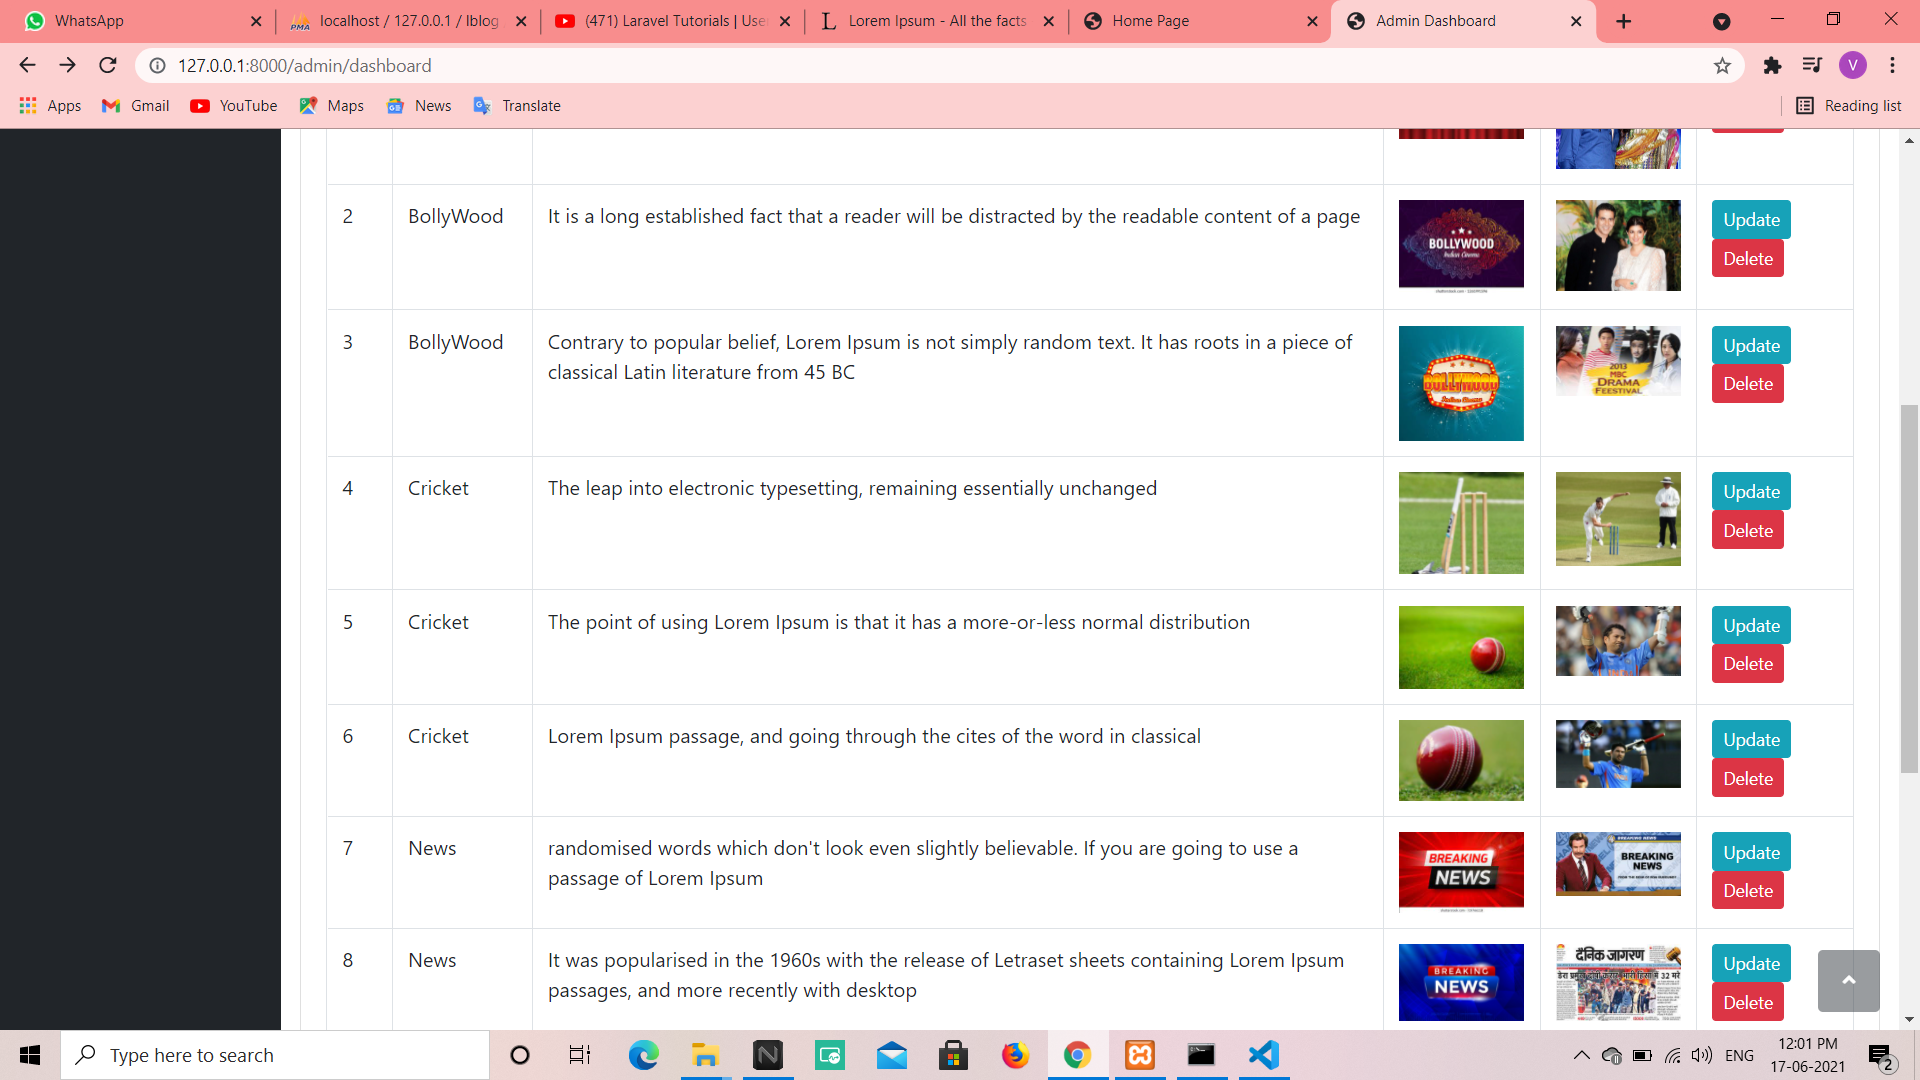 WhatsApp
localhost / 127.0.0.1 / lblog
(471) Laravel Tutorials | Use
Lorem Ipsum - All the facts
Home Page
Admin Dashboard
127.0.0.1:8000/admin/dashboard
V
Apps
Gmail
YouTube
Maps
News
Translate
Reading list
2
BollyWood
It is a long established fact that a reader will be distracted by the readable content of a page
BOLLYWOOD
Indian Cinema
Update
Delete
3
BollyWood
Contrary to popular belief, Lorem Ipsum is not simply random text. It has roots in a piece of
classical Latin literature from 45 BC
BOLLYWOOD
Indian Cinema
2013
MBC
DRAMA
FEESTIVAL
Update
Delete
4
Cricket
The leap into electronic typesetting, remaining essentially unchanged
Update
Delete
5
Cricket
The point of using Lorem Ipsum is that it has a more-or-less normal distribution
Update
Delete
6
Cricket
Lorem Ipsum passage, and going through the cites of the word in classical
Update
Delete
7
News
randomised words which don't look even slightly believable. If you are going to use a
passage of Lorem Ipsum
BREAKING
NEWS
BREAKING NEWS
BREAKING
NEWS
Update
Delete
8
News
It was popularised in the 1960s with the release of Letraset sheets containing Lorem Ipsum
passages, and more recently with desktop
BREAKING
NEWS
दैनिक जागरण
Update
Delete
Type here to search
ENG
12:01 PM
17-06-2021
2